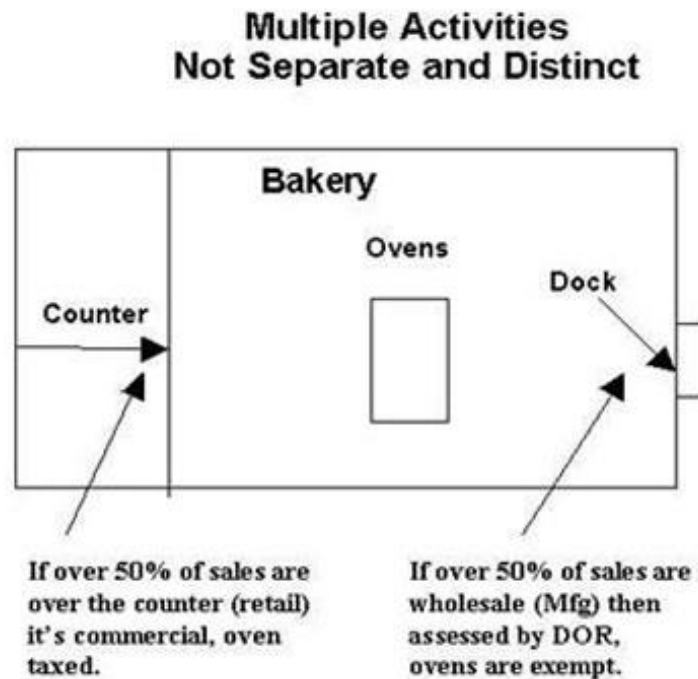 Multiple Activities
Not Separate and Distinct
Bakery
Ovens
Dock
Counter
If over 50% of sales are
over the counter (retail)
it's commercial, oven
taxed.
If over 50% of sales are
wholesale (Mfg) then
assessed by DOR,
ovens are exempt.